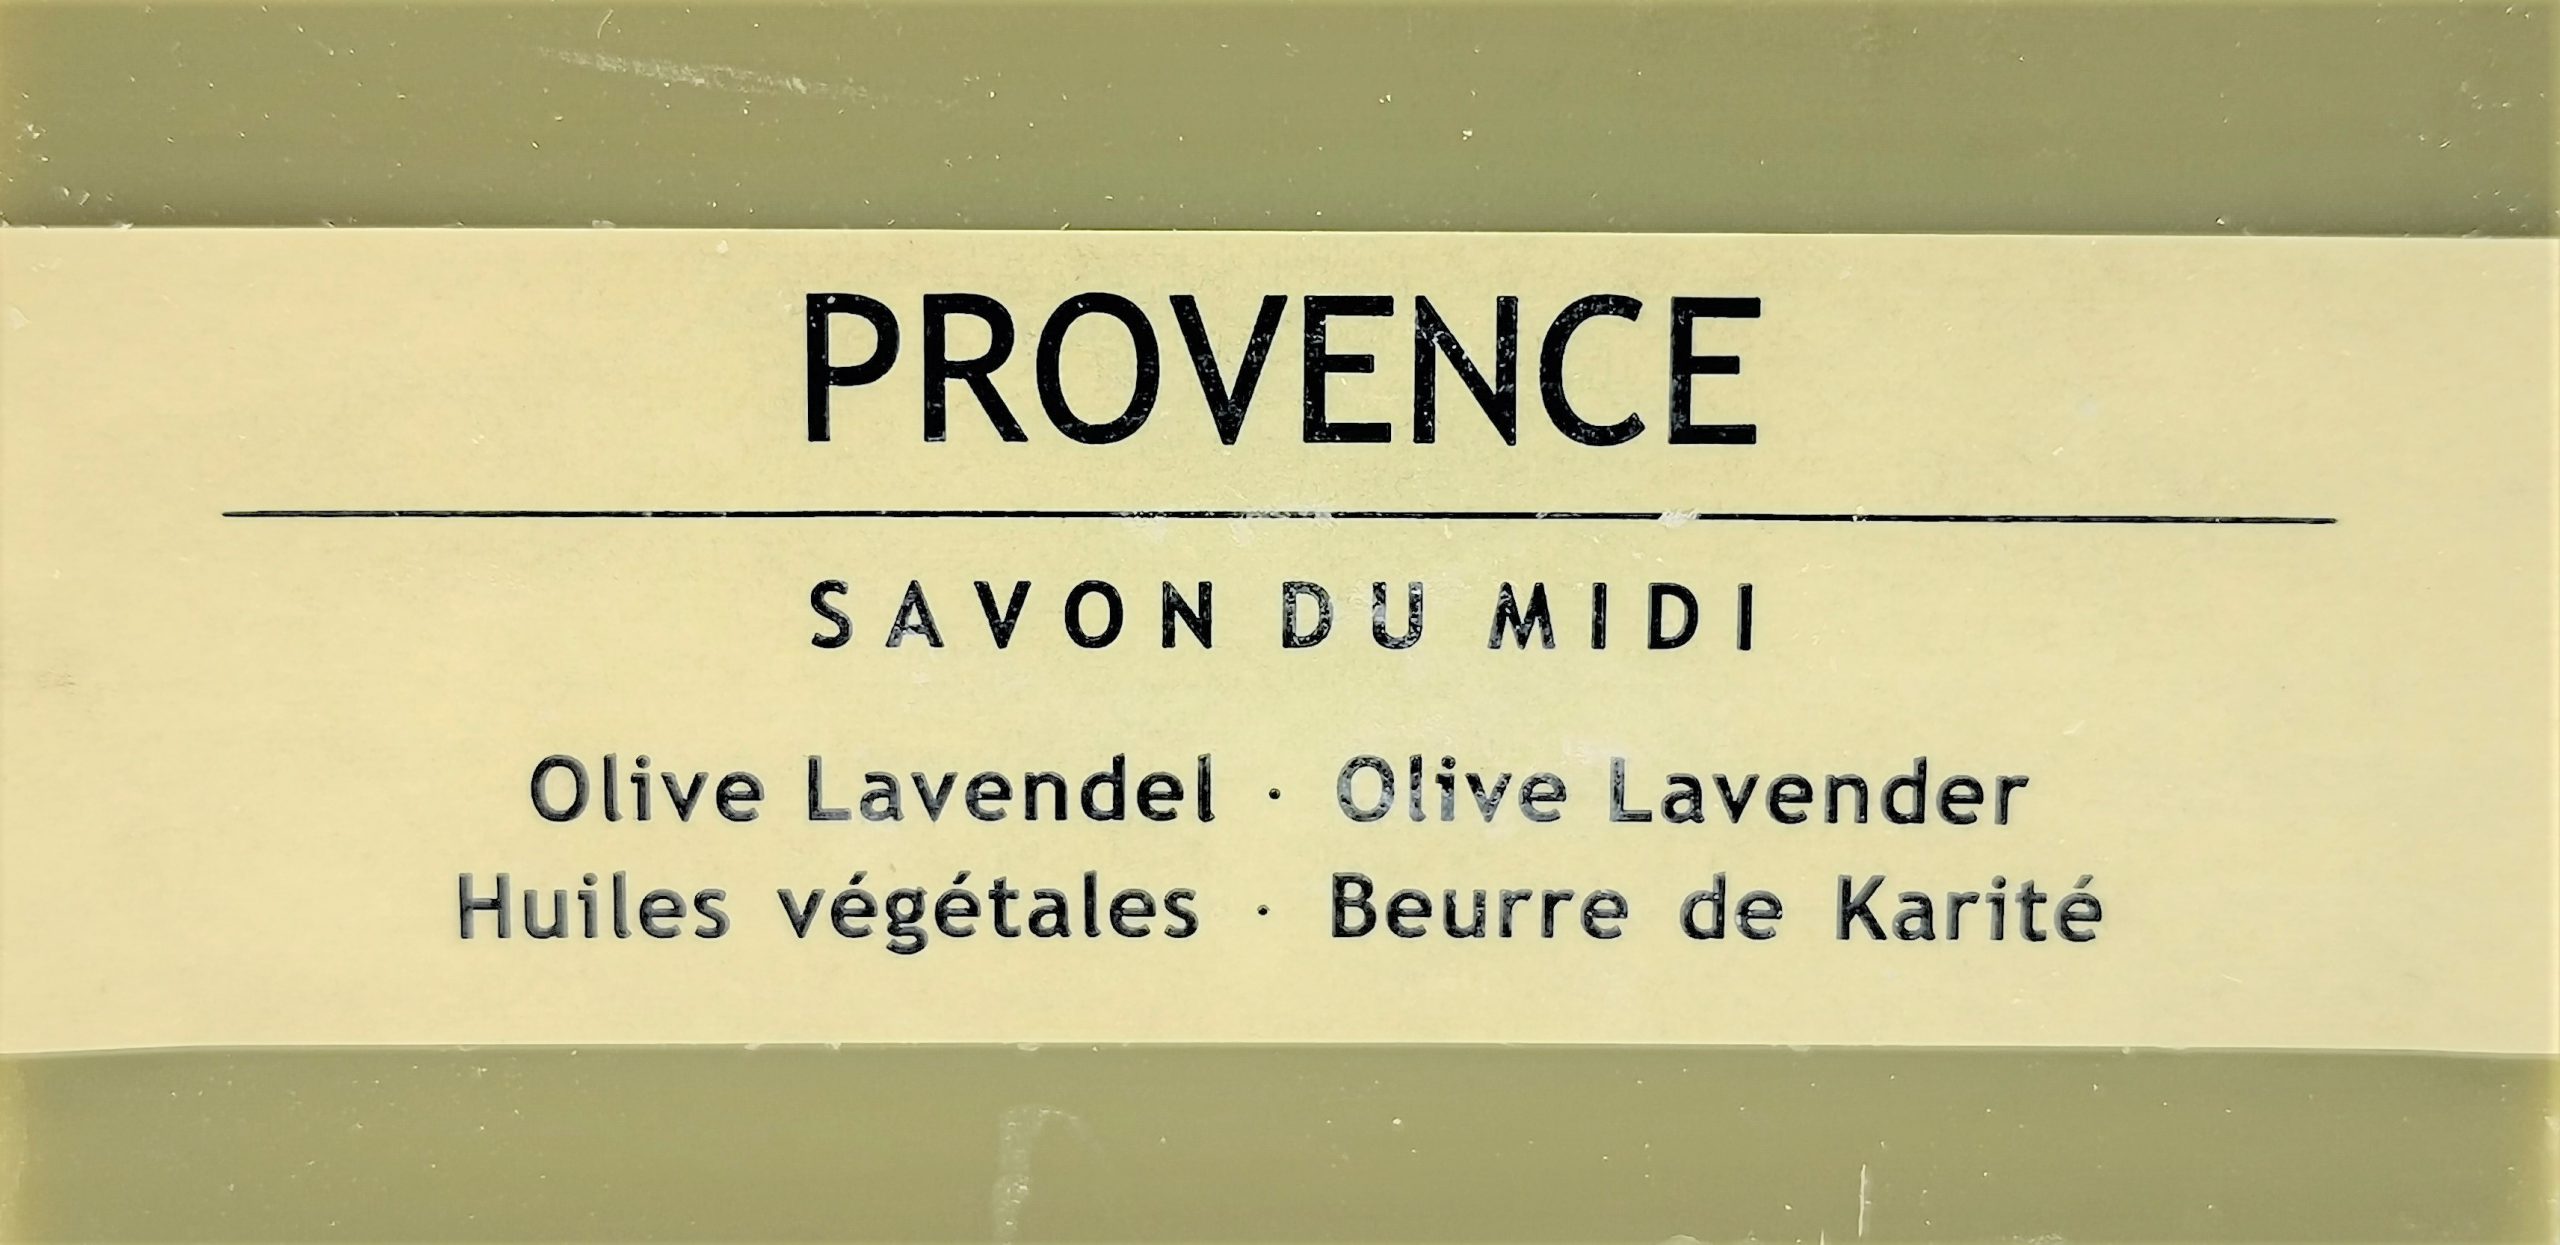 PROVENCE
SAVON DU MIDI
Olive Lavendel · Olive Lavender
Huiles végétales · Beurre de Karité